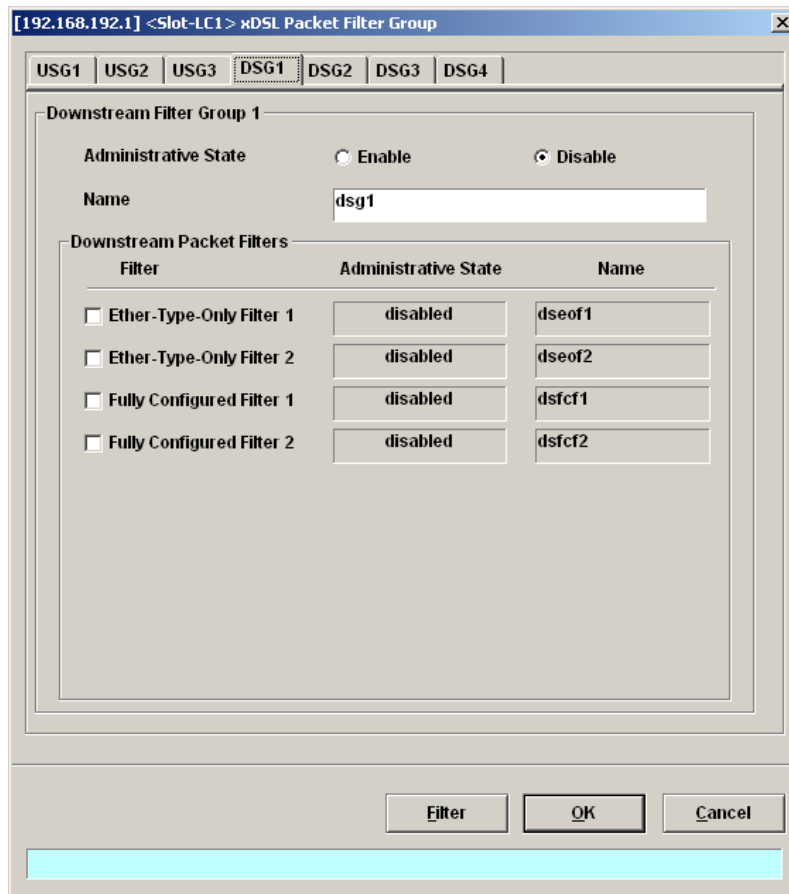 [192.168.192.1] <Slot-LC1> xDSL Packet Filter Group
USG1 USG2 USG3 DSG1 DSG2 DSG3 DSG4
Downstream Filter Group 1
Administrative State Enable Disable
Name dsg1
Downstream Packet Filters
Filter Administrative State Name
Ether-Type-Only Filter 1 disabled dseof1
Ether-Type-Only Filter 2 disabled dseof2
Fully Configured Filter 1 disabled dsfcf1
Fully Configured Filter 2 disabled dsfcf2
Filter OK Cancel